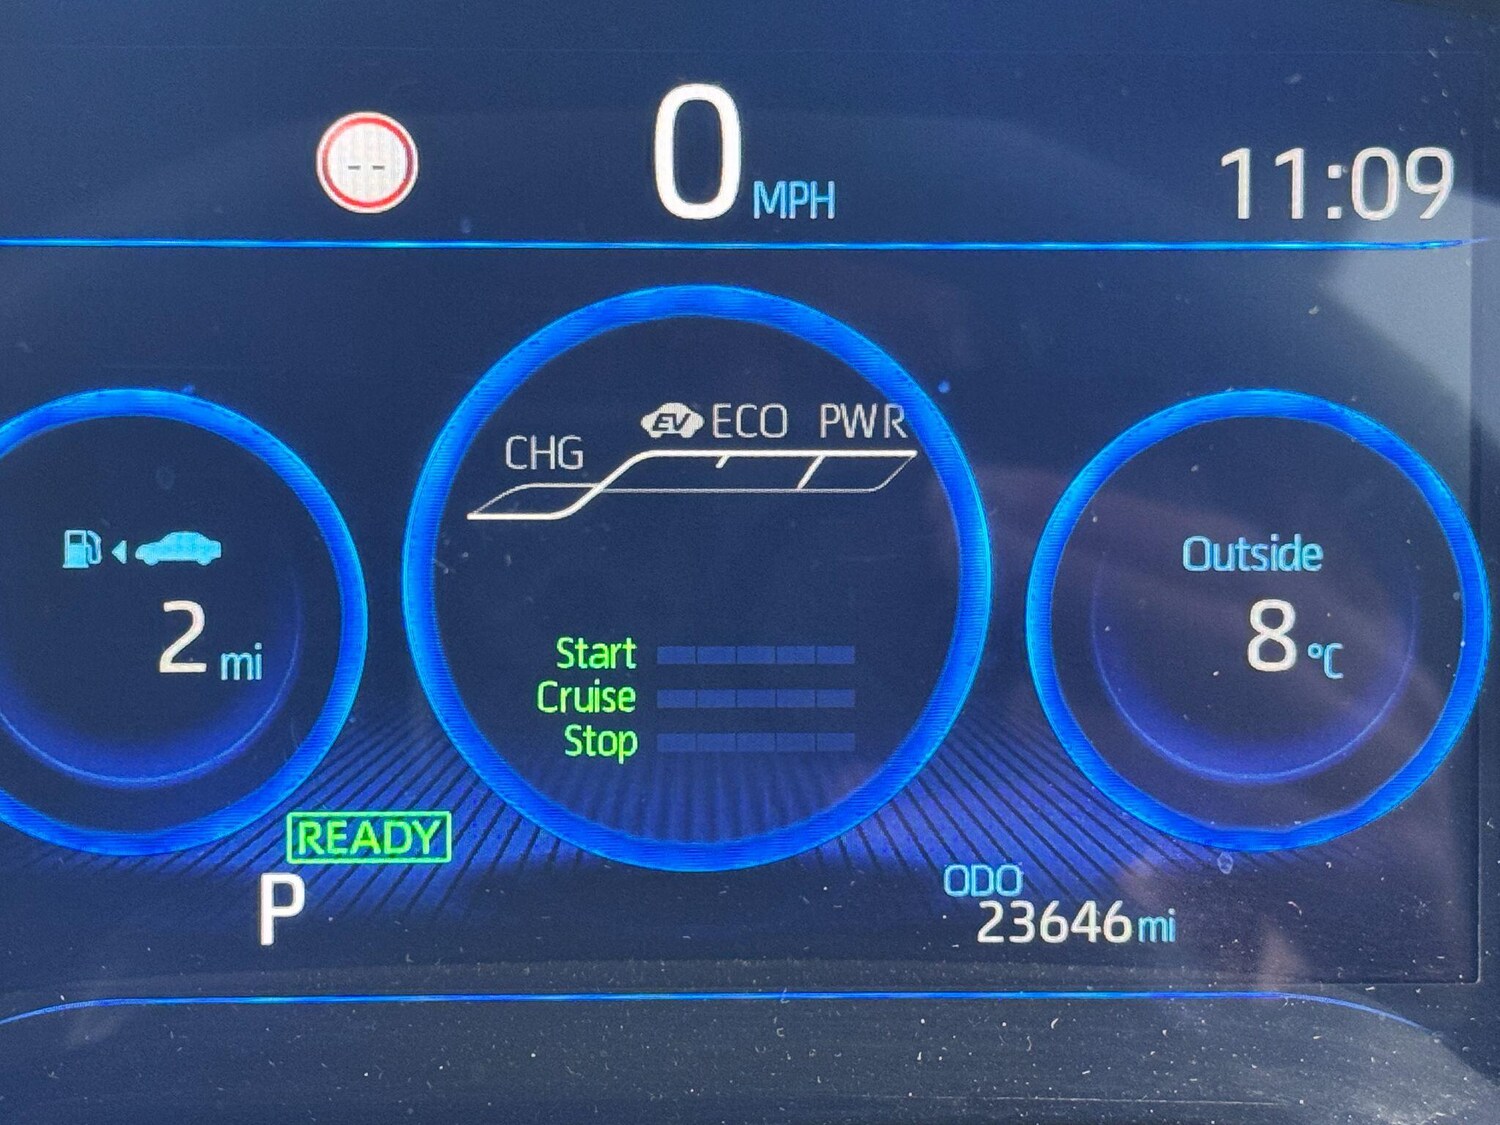 --
0 MPH
11:09
EV ECO PWR
CHG
2 mi
Outside
8 °C
Start
Cruise
Stop
READY
P
ODO
23646 mi